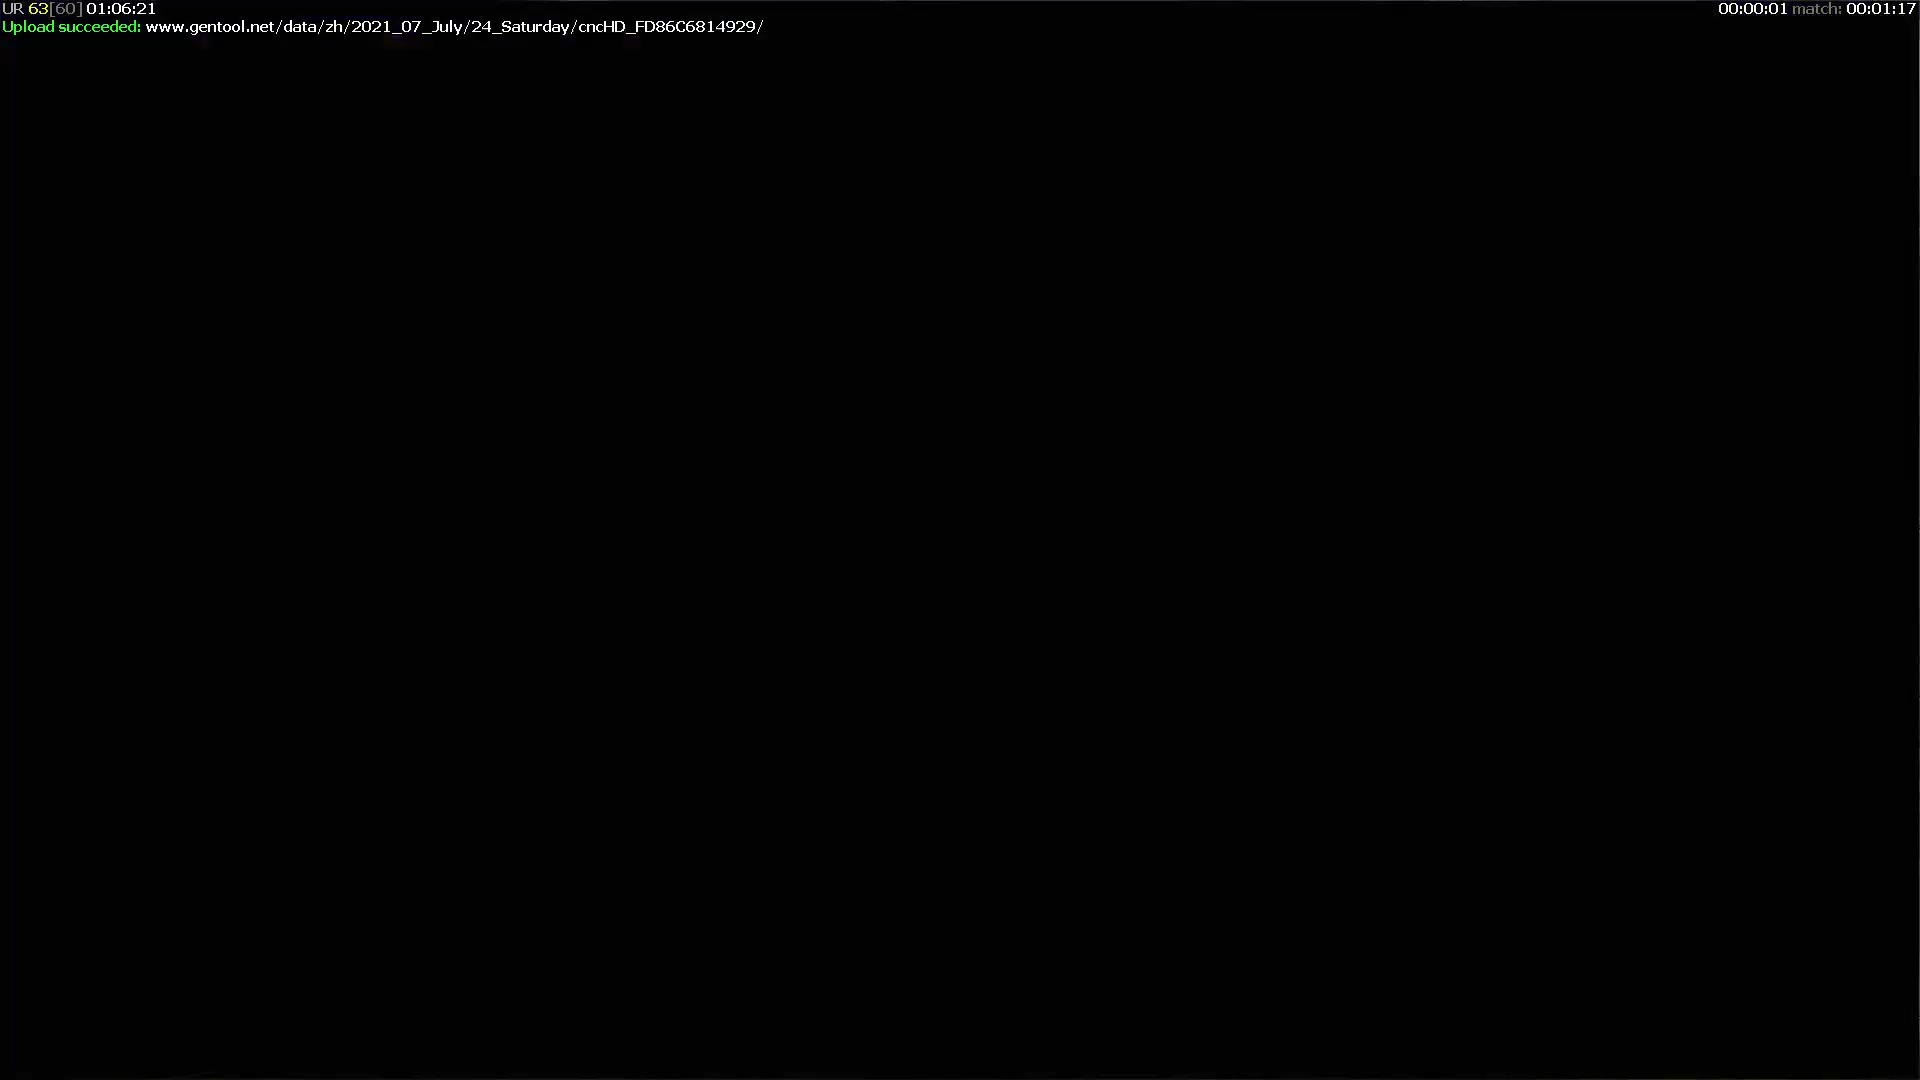 UR 63[60] 01:06:21 00:00:01 match: 00:01:17
Upload succeeded: www.gentool.net/data/zh/2021_07_July/24_Saturday/cncHD_FD86C6814929/